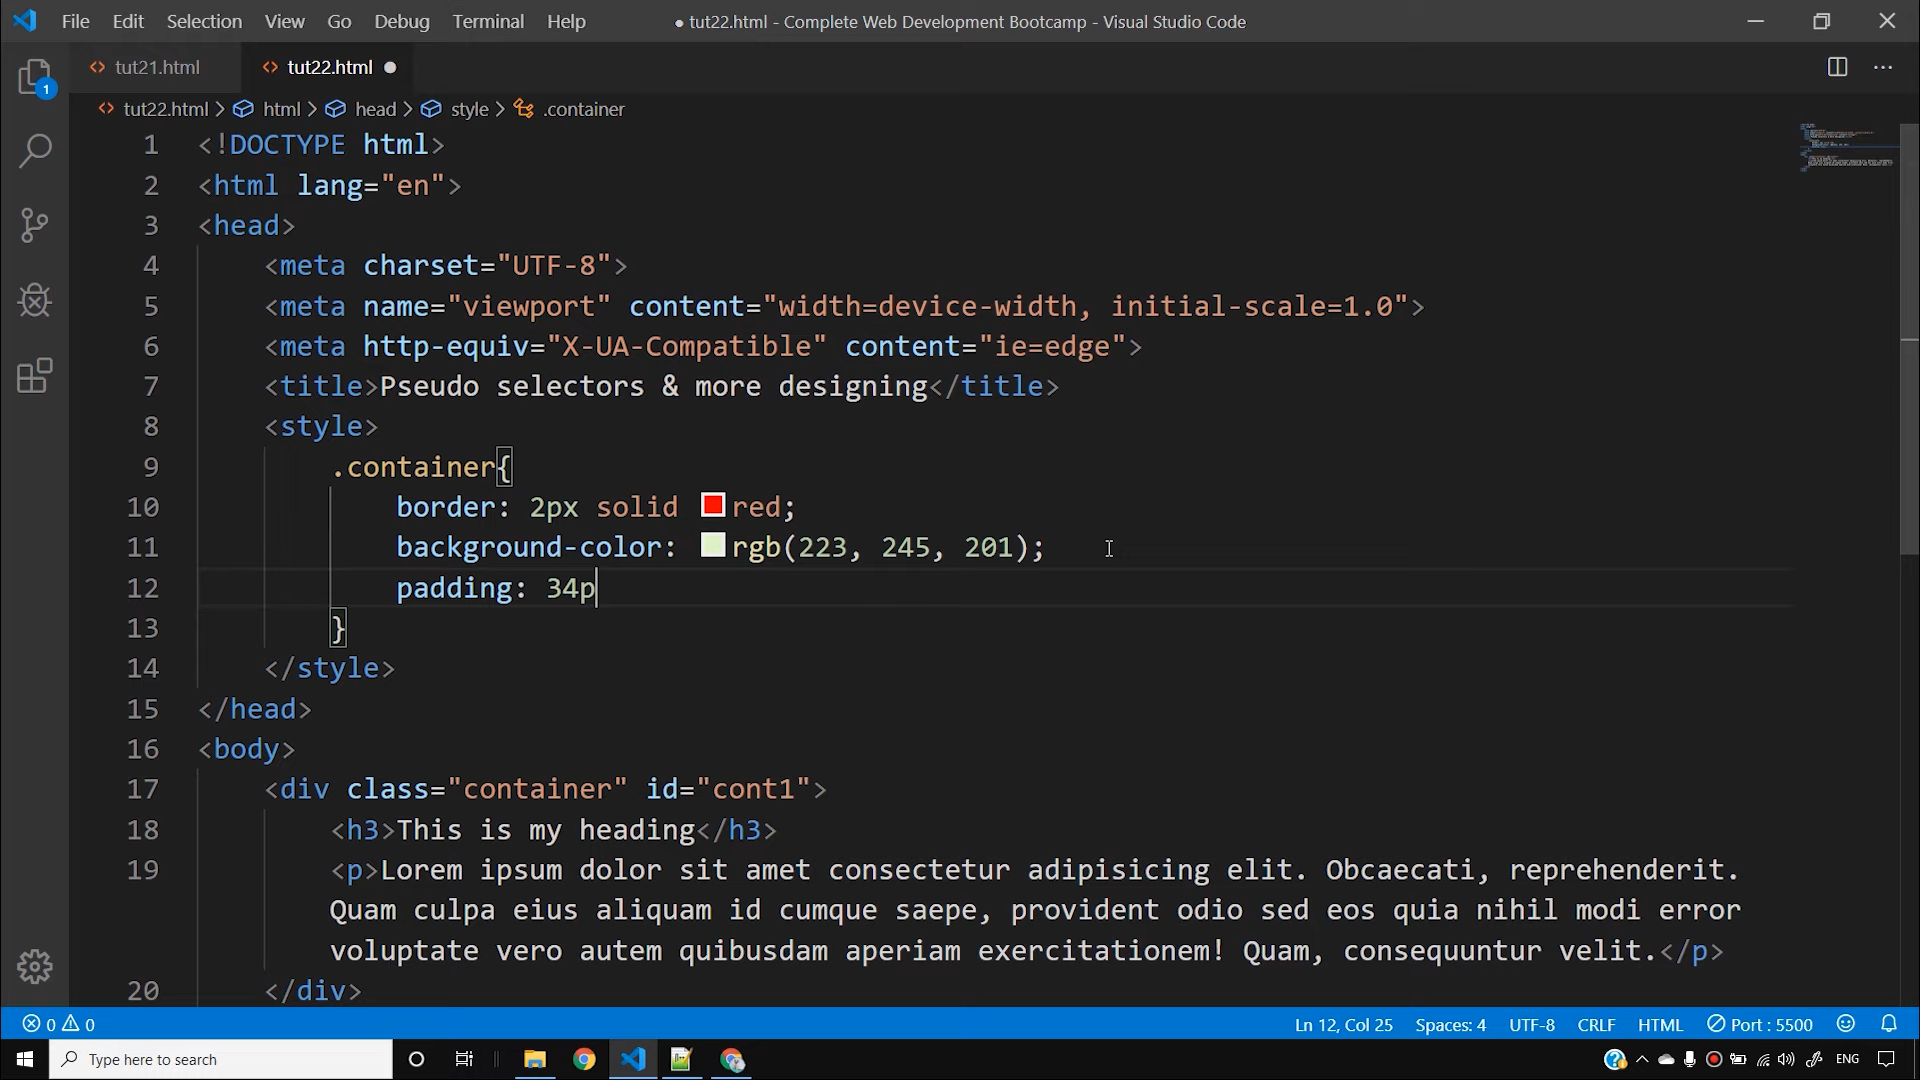 File Edit Selection View Go Debug Terminal Help ● tut22.html - Complete Web Development Bootcamp - Visual Studio Code
tut21.html tut22.html
1
tut22.html > html > head > style > .container
1 <!DOCTYPE html>
2 <html lang="en">
3 <head>
4 <meta charset="UTF-8">
5 <meta name="viewport" content="width=device-width, initial-scale=1.0">
6 <meta http-equiv="X-UA-Compatible" content="ie=edge">
7 <title>Pseudo selectors & more designing</title>
8 <style>
9 .container{
10 border: 2px solid red;
11 background-color: rgb(223, 245, 201);
12 padding: 34p
13 }
14 </style>
15 </head>
16 <body>
17 <div class="container" id="cont1">
18 <h3>This is my heading</h3>
19 <p>Lorem ipsum dolor sit amet consectetur adipisicing elit. Obcaecati, reprehenderit.
Quam culpa eius aliquam id cumque saepe, provident odio sed eos quia nihil modi error
voluptate vero autem quibusdam aperiam exercitationem! Quam, consequuntur velit.</p>
20 </div>
0 0 Ln 12, Col 25 Spaces: 4 UTF-8 CRLF HTML Port : 5500
Type here to search ENG